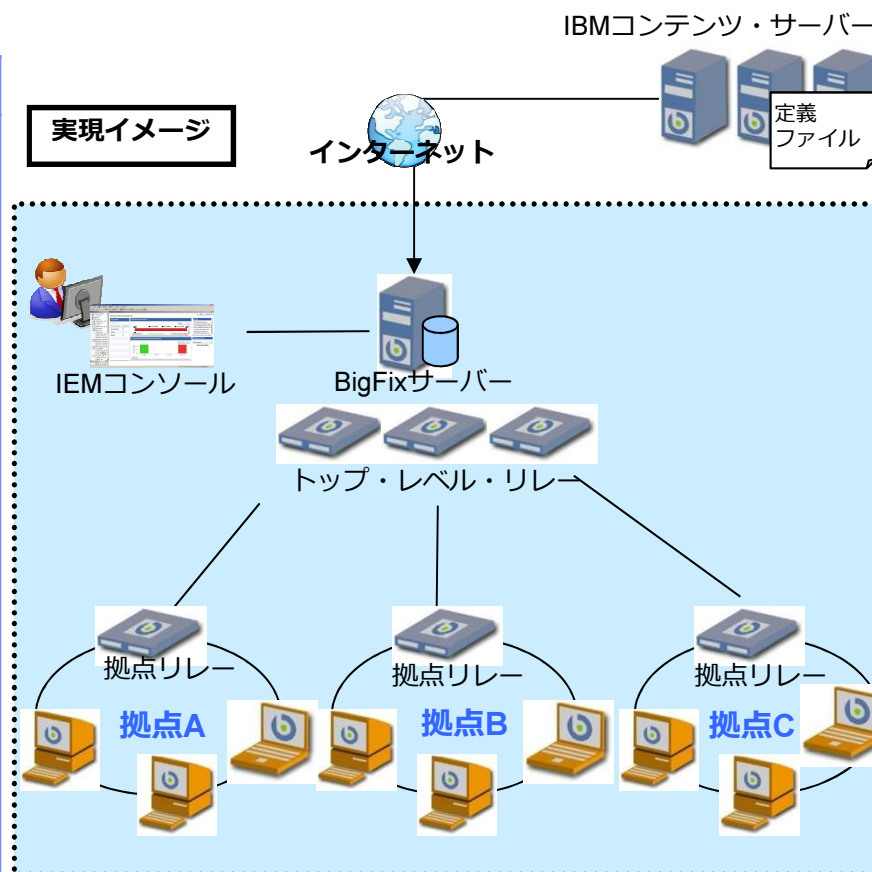 IBMコンテンツ・サーバー
実現イメージ
定義
ファイル
インターネット
IEMコンソール
BigFixサーバー
トップ・レベル・リレー
拠点リレー
拠点リレー
拠点リレー
拠点A
拠点B
拠点C